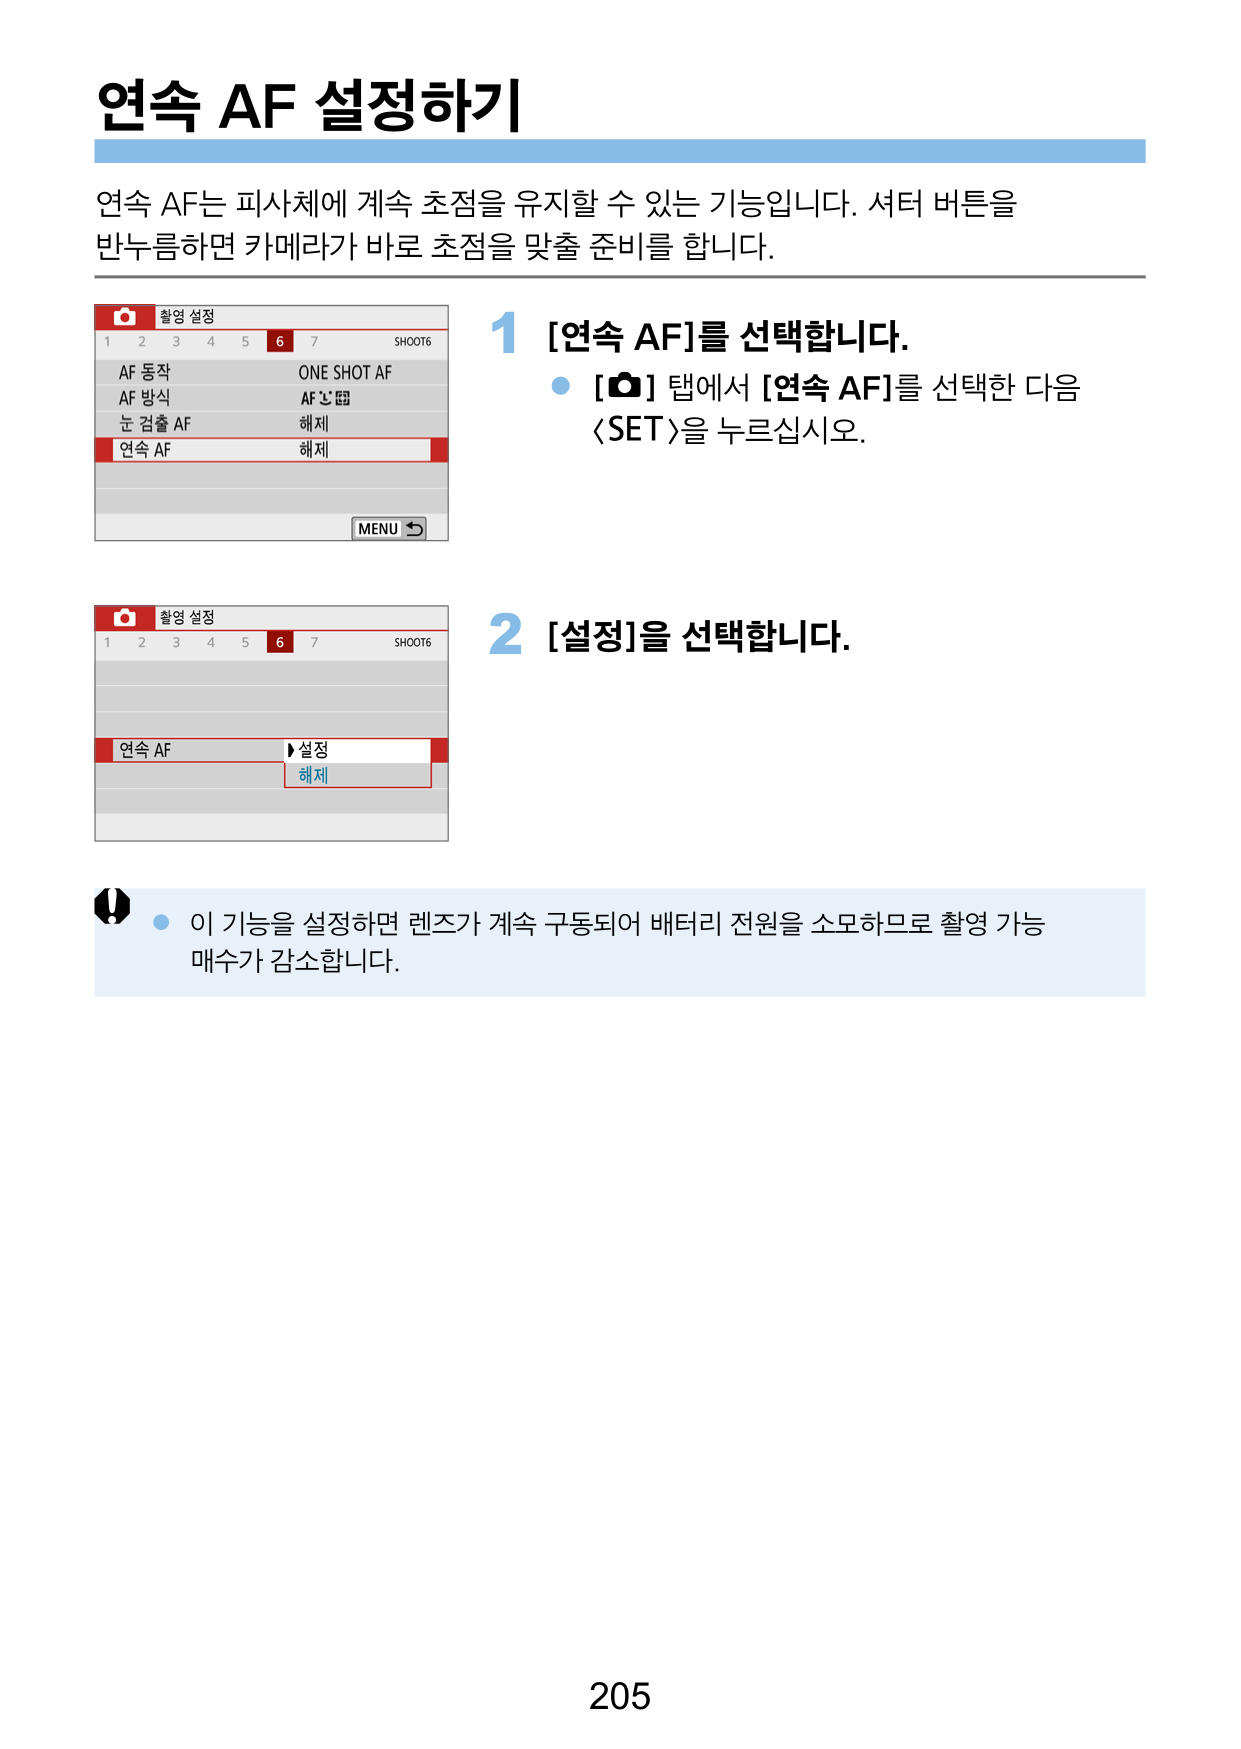 연속 AF 설정하기
연속 AF는 피사체에 계속 초점을 유지할 수 있는 기능입니다. 셔터 버튼을
반누름하면 카메라가 바로 초점을 맞출 준비를 합니다.
촬영 설정
1 2 3 4 5 6 7 SHOOT6
AF 동작 ONE SHOT AF
AF 방식 AF
눈 검출 AF 해제
연속 AF 해제
MENU
1 [연속 AF]를 선택합니다.
● [ ] 탭에서 [연속 AF]를 선택한 다음
〈SET〉을 누르십시오.
촬영 설정
1 2 3 4 5 6 7 SHOOT6
연속 AF 설정
해제
2 [설정]을 선택합니다.
● 이 기능을 설정하면 렌즈가 계속 구동되어 배터리 전원을 소모하므로 촬영 가능
매수가 감소합니다.
205